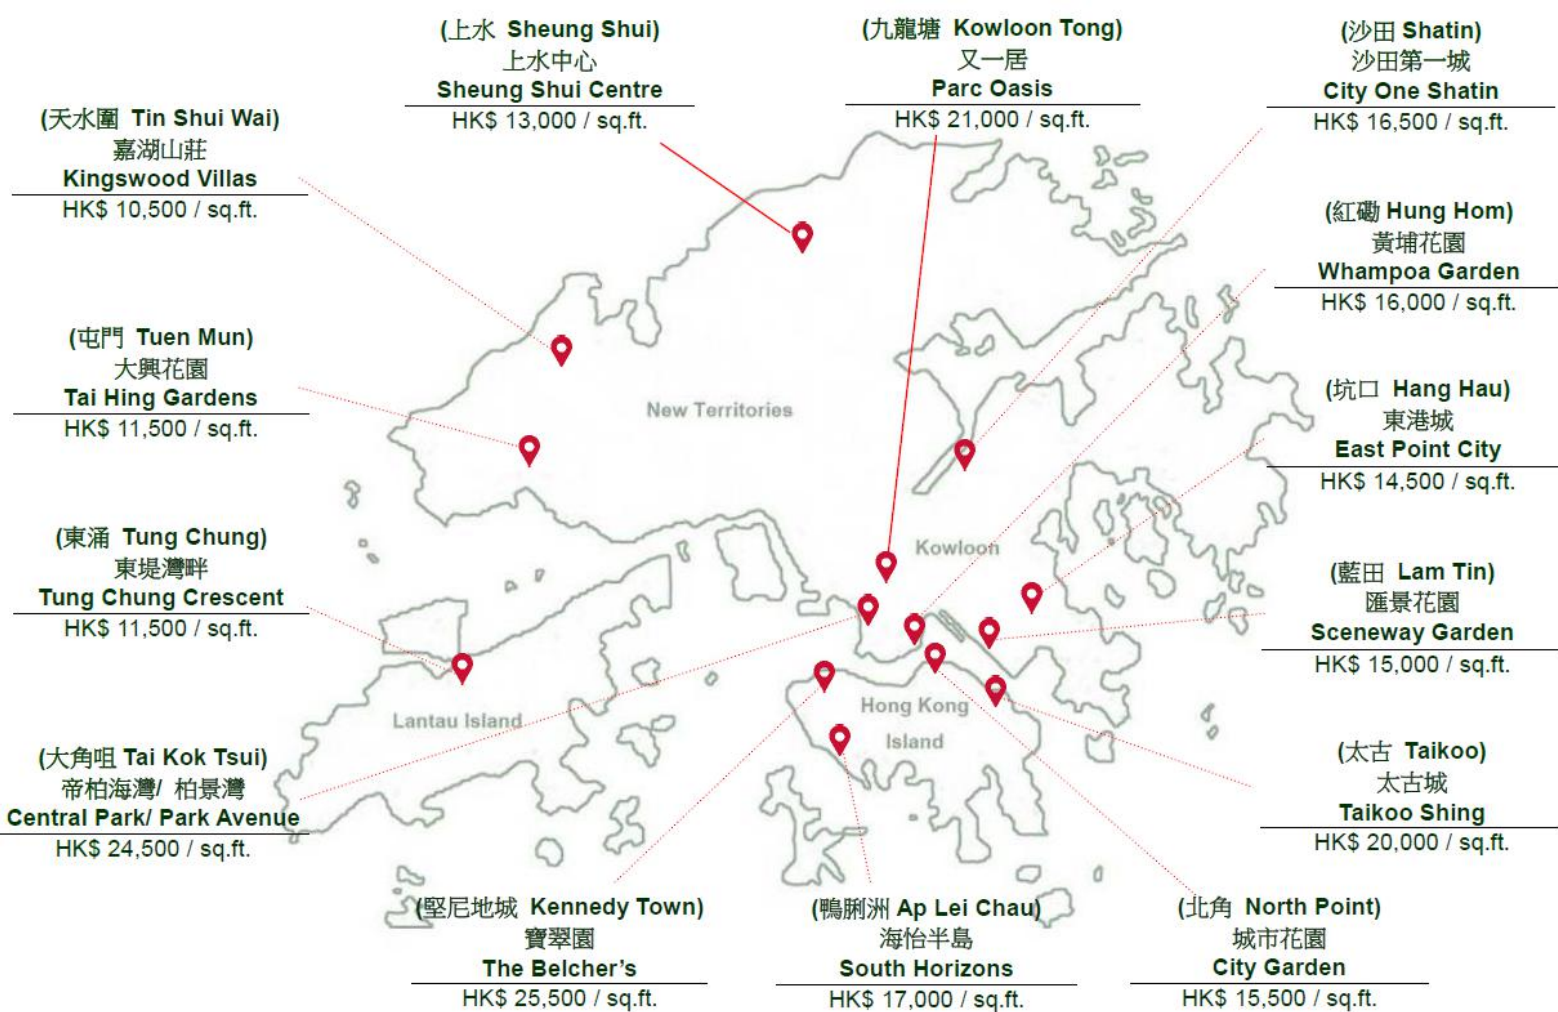 (上水 Sheung Shui)
上水中心
Sheung Shui Centre
HK$ 13,000 / sq.ft.
(九龍塘 Kowloon Tong)
又一居
Parc Oasis
HK$ 21,000 / sq.ft.
(沙田 Shatin)
沙田第一城
City One Shatin
HK$ 16,500 / sq.ft.
(天水圍 Tin Shui Wai)
嘉湖山莊
Kingswood Villas
HK$ 10,500 / sq.ft.
(紅磡 Hung Hom)
黃埔花園
Whampoa Garden
HK$ 16,000 / sq.ft.
(屯門 Tuen Mun)
大興花園
Tai Hing Gardens
HK$ 11,500 / sq.ft.
New Territories
(坑口 Hang Hau)
東港城
East Point City
HK$ 14,500 / sq.ft.
(東涌 Tung Chung)
東堤灣畔
Tung Chung Crescent
HK$ 11,500 / sq.ft.
Kowloon
(藍田 Lam Tin)
匯景花園
Sceneway Garden
HK$ 15,000 / sq.ft.
Lantau Island
Hong Kong
Island
(大角咀 Tai Kok Tsui)
帝柏海灣/ 柏景灣
Central Park/ Park Avenue
HK$ 24,500 / sq.ft.
(太古 Taikoo)
太古城
Taikoo Shing
HK$ 20,000 / sq.ft.
(堅尼地城 Kennedy Town)
寶翠園
The Belcher's
HK$ 25,500 / sq.ft.
(鴨脷洲 Ap Lei Chau)
海怡半島
South Horizons
HK$ 17,000 / sq.ft.
(北角 North Point)
城市花園
City Garden
HK$ 15,500 / sq.ft.